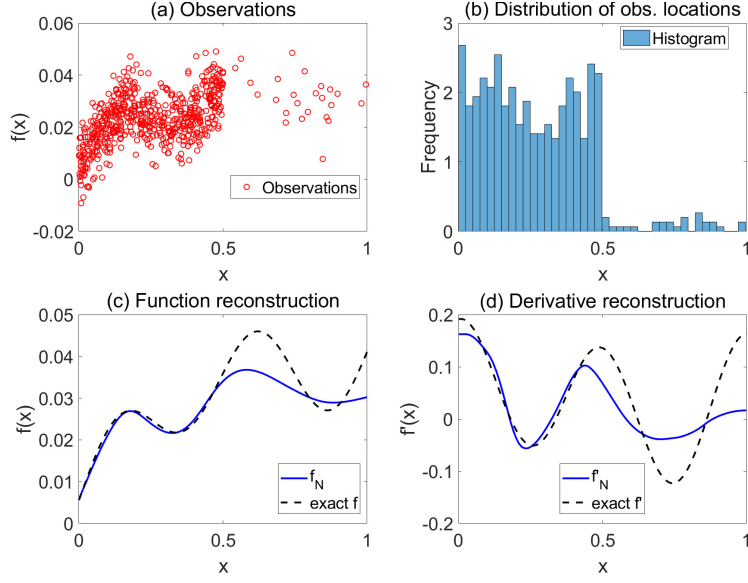 (a) Observations
0.06
0.04
0.02
0
-0.02
f(x)
0
0.5
1
x
Observations
(b) Distribution of obs. locations
3
2
1
0
Frequency
0
0.5
1
x
Histogram
(c) Function reconstruction
0.05
0.04
0.03
0.02
0.01
0
f(x)
0
0.5
1
x
f_N
exact f
(d) Derivative reconstruction
0.2
0.1
0
-0.1
-0.2
f'(x)
0
0.5
1
x
f'_N
exact f'